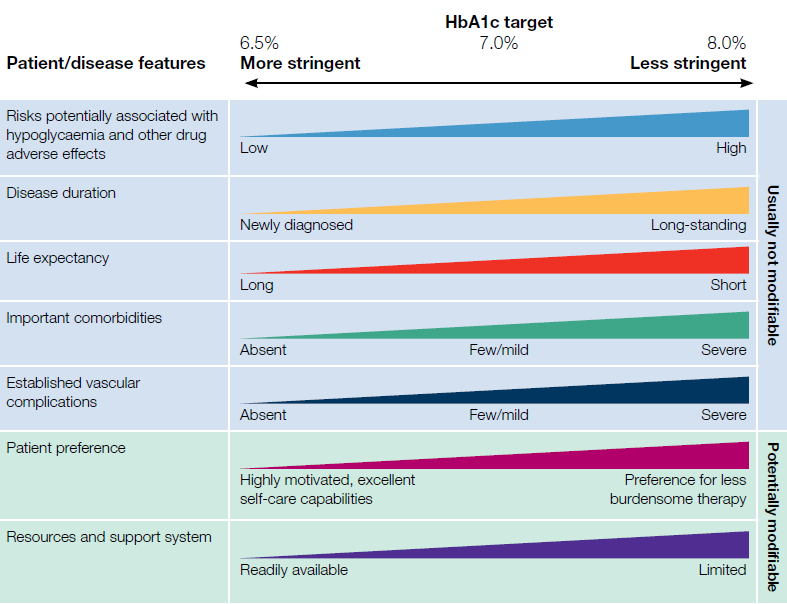 HbA1c target
6.5%
7.0%
8.0%
Patient/disease features
More stringent
Less stringent
Risks potentially associated with
hypoglycaemia and other drug
adverse effects
Low
High
Disease duration
Newly diagnosed
Long-standing
Life expectancy
Long
Short
Important comorbidities
Absent
Few/mild
Severe
Established vascular
complications
Absent
Few/mild
Severe
Usually not modifiable
Patient preference
Highly motivated, excellent
self-care capabilities
Preference for less
burdensome therapy
Resources and support system
Readily available
Limited
Potentially modifiable